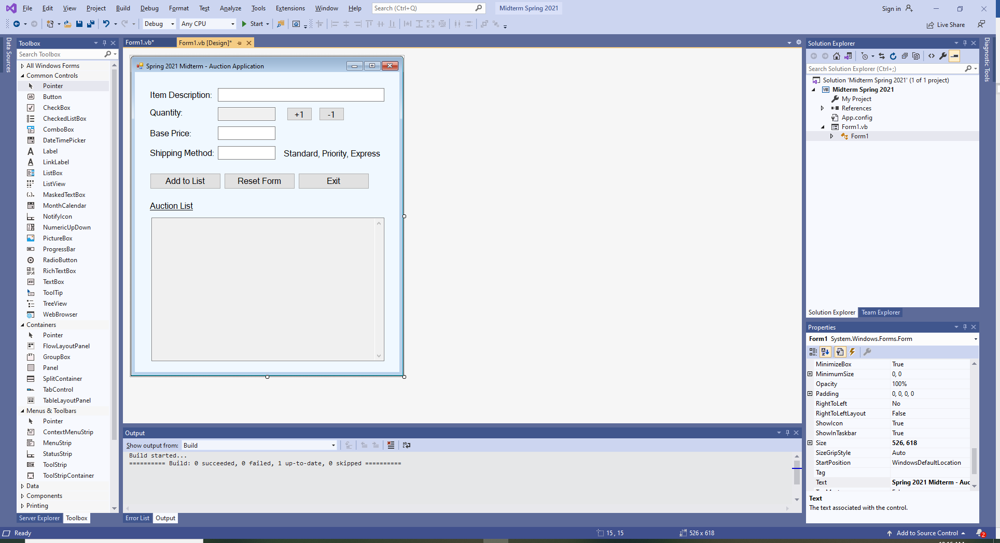 File Edit View Project Build Debug Format Test Analyze Tools Extensions Window Help Search (Ctrl+Q) Midterm Spring 2021 Sign in
Debug Any CPU Start Live Share
Data Sources
Toolbox
Search Toolbox
All Windows Forms
Common Controls
Pointer
Button
CheckBox
CheckedListBox
ComboBox
DateTimePicker
Label
LinkLabel
ListBox
ListView
MaskedTextBox
MonthCalendar
NotifyIcon
NumericUpDown
PictureBox
ProgressBar
RadioButton
RichTextBox
TextBox
ToolTip
TreeView
WebBrowser
Containers
Pointer
FlowLayoutPanel
GroupBox
Panel
SplitContainer
TabControl
TableLayoutPanel
Menus & Toolbars
Pointer
ContextMenuStrip
MenuStrip
StatusStrip
ToolStrip
ToolStripContainer
Data
Components
Printing
Server Explorer Toolbox
Form1.vb* Form1.vb [Design]*
Spring 2021 Midterm - Auction Application
Item Description:
Quantity: +1 -1
Base Price:
Shipping Method: Standard, Priority, Express
Add to List Reset Form Exit
Auction List
Output
Show output from: Build
Build started...
========== Build: 0 succeeded, 0 failed, 1 up-to-date, 0 skipped ==========
Error List Output
Solution Explorer
Search Solution Explorer (Ctrl+;)
Solution 'Midterm Spring 2021' (1 of 1 project)
VB Midterm Spring 2021
My Project
References
App.config
Form1.vb
Form1
Solution Explorer Team Explorer
Properties
Form1 System.Windows.Forms.Form
MinimizeBox True
MinimumSize 0, 0
Opacity 100%
Padding 0, 0, 0, 0
RightToLeft No
RightToLeftLayout False
ShowIcon True
ShowInTaskbar True
Size 526, 618
SizeGripStyle Auto
StartPosition WindowsDefaultLocation
Tag
Text Spring 2021 Midterm - Auc
Text
The text associated with the control.
Diagnostic Tools
Ready 15 , 15 526 x 618 Add to Source Control 2